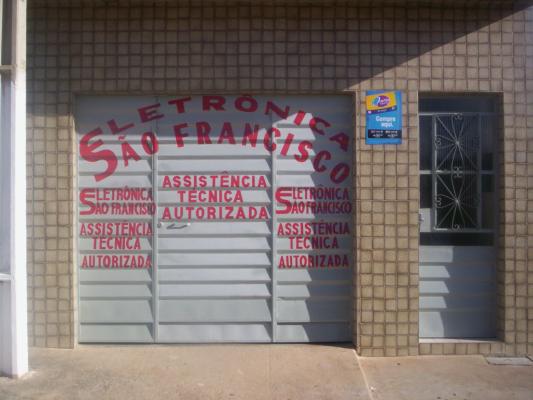 ELETRÔNICA
SÃO FRANCISCO
ASSISTÊNCIA
TÉCNICA
AUTORIZADA
ELETRÔNICA
SÃO FRANCISCO
ASSISTÊNCIA
TÉCNICA
AUTORIZADA
ELETRÔNICA
SÃO FRANCISCO
ASSISTÊNCIA
TÉCNICA
AUTORIZADA
Compre
aqui.